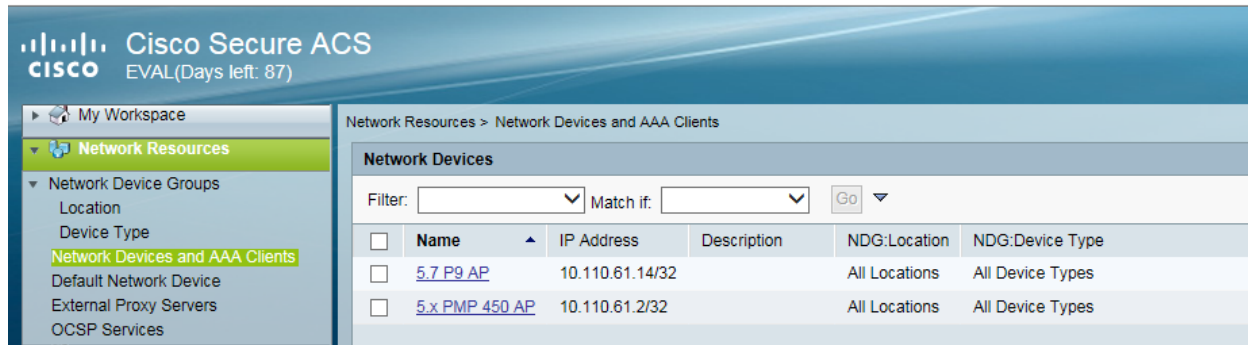 Cisco Secure ACS
CISCO EVAL(Days left: 87)
My Workspace
Network Resources
Network Device Groups
Location
Device Type
Network Devices and AAA Clients
Default Network Device
External Proxy Servers
OCSP Services
Network Resources > Network Devices and AAA Clients
Network Devices
Filter: Match if: Go
Name IP Address Description NDG:Location NDG:Device Type
5.7 P9 AP 10.110.61.14/32 All Locations All Device Types
5.x PMP 450 AP 10.110.61.2/32 All Locations All Device Types